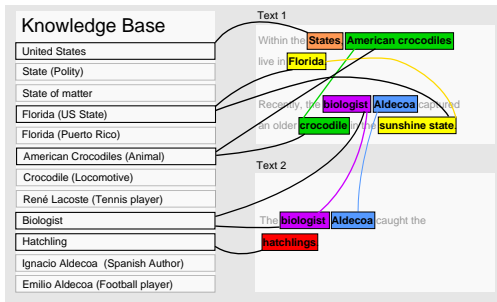 Knowledge Base
United States
State (Polity)
State of matter
Florida (US State)
Florida (Puerto Rico)
American Crocodiles (Animal)
Crocodile (Locomotive)
René Lacoste (Tennis player)
Biologist
Hatchling
Ignacio Aldecoa (Spanish Author)
Emilio Aldecoa (Football player)
Text 1
Within the States, American crocodiles
live in Florida.
Recently, the biologist Aldecoa captured
an older crocodile in the sunshine state.
Text 2
The biologist Aldecoa caught the
hatchlings.